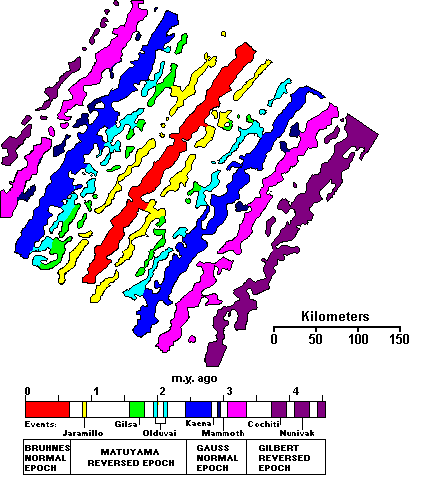 Kilometers
0 50 100 150
m.y. ago
0 1 2 3 4
Events: Gilsa Kaena Cochiti
Jaramillo Olduvai Mammoth Nunivak
BRUHNES NORMAL EPOCH
MATUYAMA REVERSED EPOCH
GAUSS NORMAL EPOCH
GILBERT REVERSED EPOCH